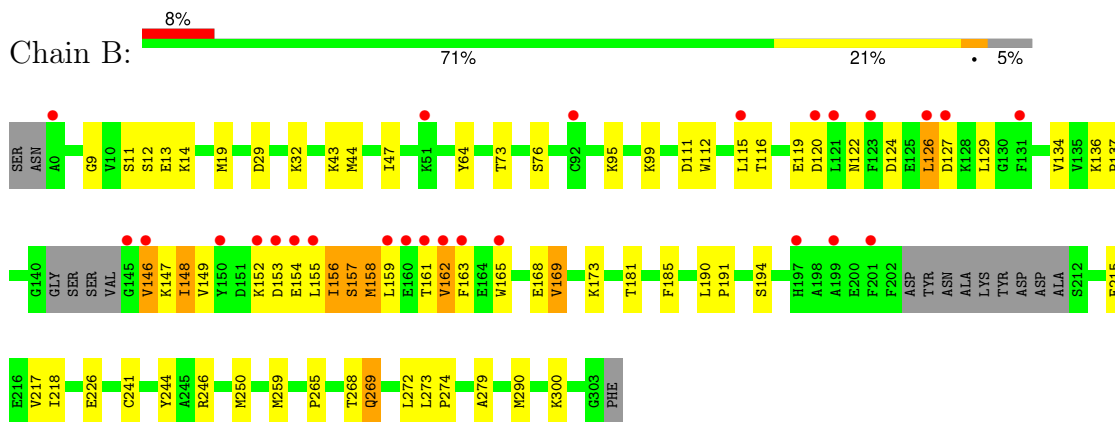 8%
Chain B:
71% 21% • 5%
SER ASN A0 G9 V10 S11 S12 E13 K14 M19 D29 K32 K43 M44 I47 K51 Y64 T73 S76 C92 K95 K99 D111 W112 L115 T116 E119 D120 L121 N122 F123 D124 E125 L126 D127 K128 L129 G130 F131 V134 V135 K136
G140 GLY SER SER VAL G145 V146 K147 I148 V149 Y150 D151 K152 D153 E154 L155 I156 S157 M158 L159 E160 T161 V162 F163 E164 W165 E168 V169 K173 T181 F185 L190 P191 S194 H197 A198 A199 E200 F201 F202 ASP TYR ASN ALA LYS TYR ASP ASP ALA S212
E216 V217 I218 E226 C241 Y244 A245 R246 M250 M259 P265 T268 Q269 L272 L273 P274 A279 M290 K300 G303 PHE